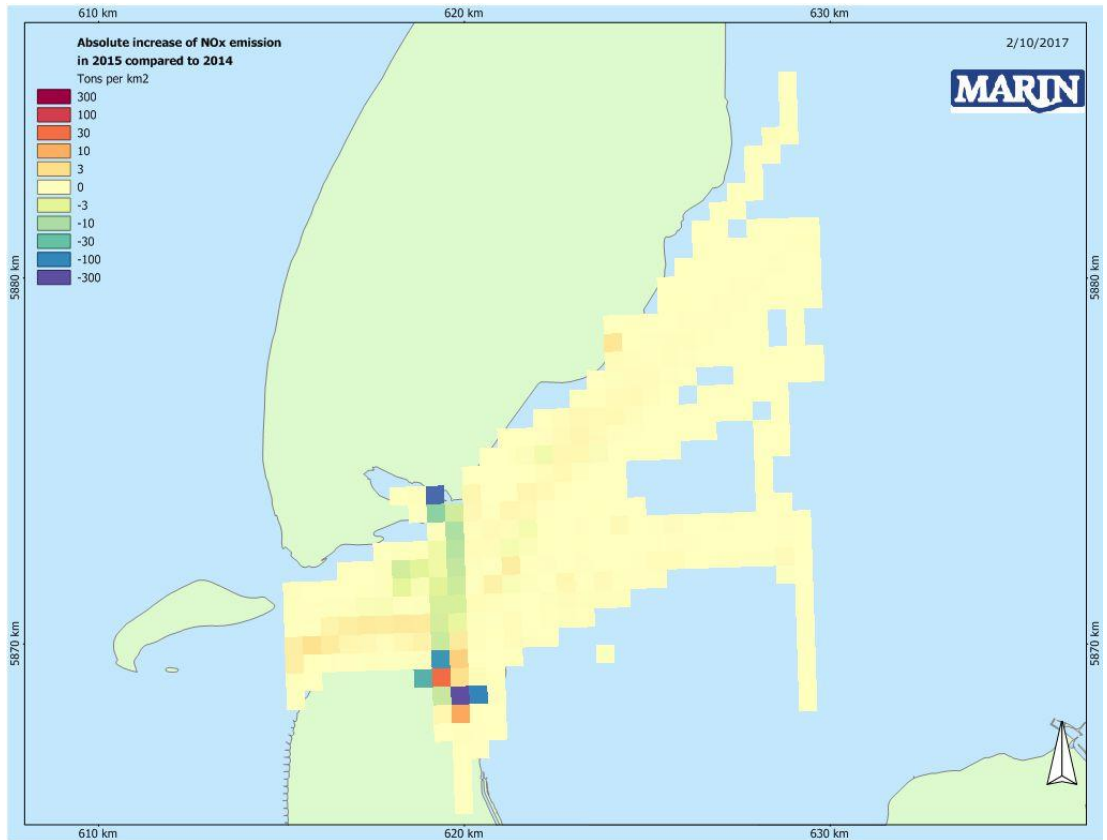 610 km
620 km
630 km
Absolute increase of NOx emission
in 2015 compared to 2014
Tons per km2
300
100
30
10
3
0
-3
-10
-30
-100
-300
2/10/2017
MARIN
5880 km
5880 km
5870 km
5870 km
610 km
620 km
630 km